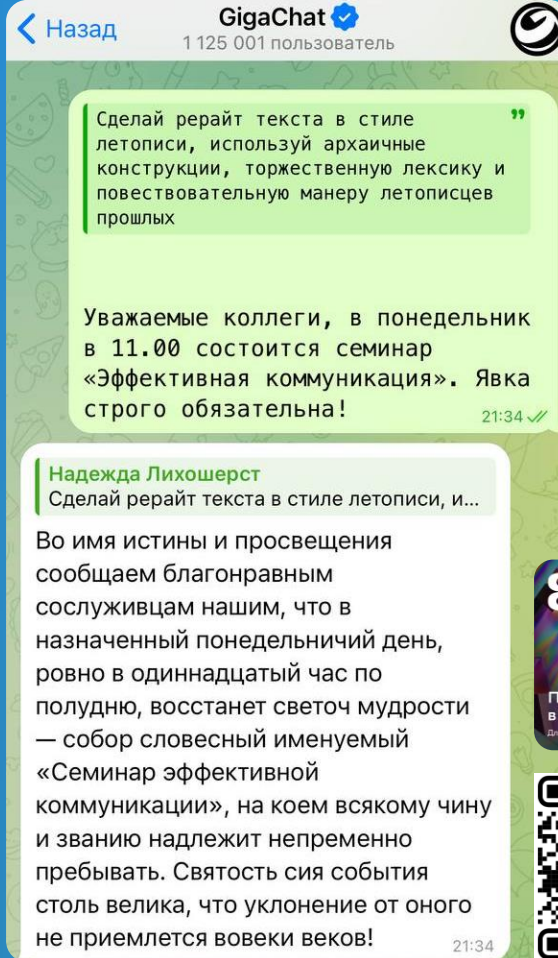 Назад
GigaChat
1 125 001 пользователь
Сделай рерайт текста в стиле
летописи, используй архаичные
конструкции, торжественную лексику и
повествовательную манеру летописцев
прошлых
Уважаемые коллеги, в понедельник
в 11.00 состоится семинар
«Эффективная коммуникация». Явка
строго обязательна!
21:34
Надежда Лихошерст
Сделай рерайт текста в стиле летописи, и...
Во имя истины и просвещения
сообщаем благонравным
сослуживцам нашим, что в
назначенный понедельничий день,
ровно в одиннадцатый час по
полудню, восстанет светоч мудрости
— собор словесный именуемый
«Семинар эффективной
коммуникации», на коем всякому чину
и званию надлежит непременно
пребывать. Святость сия события
столь велика, что уклонение от оного
не приемлется вовеки веков!
21:34